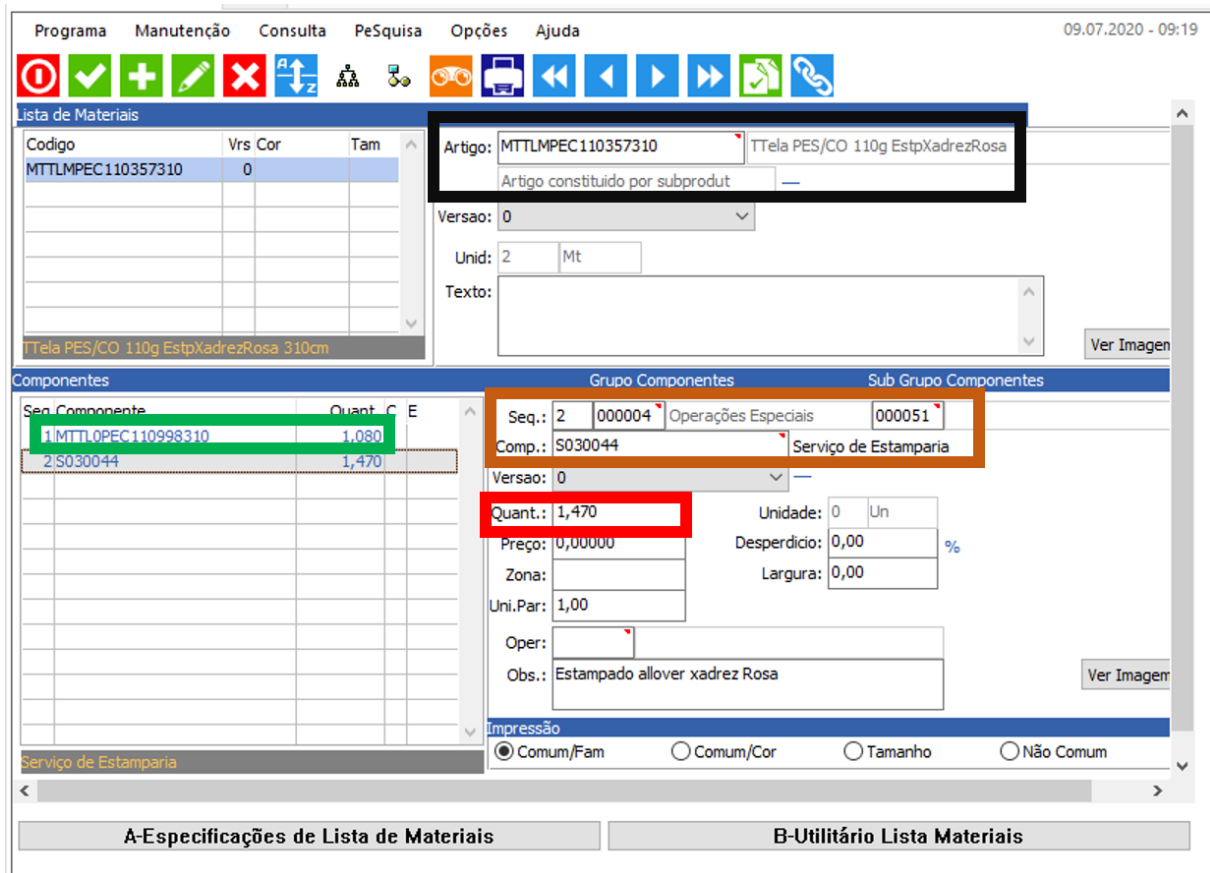 Programa Manutenção Consulta PeSquisa Opções Ajuda 09.07.2020 - 09:19
Lista de Materiais
Codigo Vrs Cor Tam
MTTLMPEC110357310 0
TTela PES/CO 110g EstpXadrezRosa 310cm
Artigo: MTTLMPEC110357310 TTela PES/CO 110g EstpXadrezRosa
Artigo constituido por subprodut
Versao: 0
Unid: 2 Mt
Texto:
Ver Imagem
Componentes Grupo Componentes Sub Grupo Componentes
Seq Componente Quant C E
1 MTTL0PEC110998310 1,080
2 S030044 1,470
Serviço de Estamparia
Seq.: 2 000004 Operações Especiais 000051
Comp.: S030044 Serviço de Estamparia
Versao: 0
Quant.: 1,470 Unidade: 0 Un
Preço: 0,00000 Desperdicio: 0,00 %
Zona: Largura: 0,00
Uni.Par: 1,00
Oper:
Obs.: Estampado allover xadrez Rosa
Ver Imagem
Impressão
Comum/Fam Comum/Cor Tamanho Não Comum
A-Especificações de Lista de Materiais B-Utilitário Lista Materiais